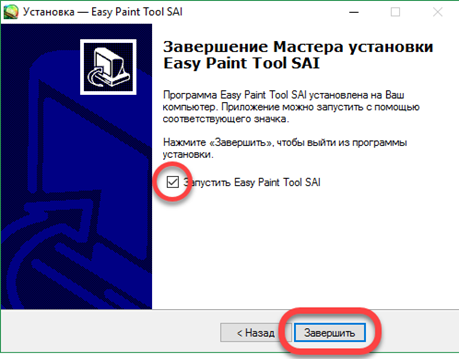 Установка — Easy Paint Tool SAI
Завершение Мастера установки
Easy Paint Tool SAI
Программа Easy Paint Tool SAI установлена на Ваш
компьютер. Приложение можно запустить с помощью
соответствующего значка.
Нажмите «Завершить», чтобы выйти из программы
установки.
Запустить Easy Paint Tool SAI
< Назад
Завершить